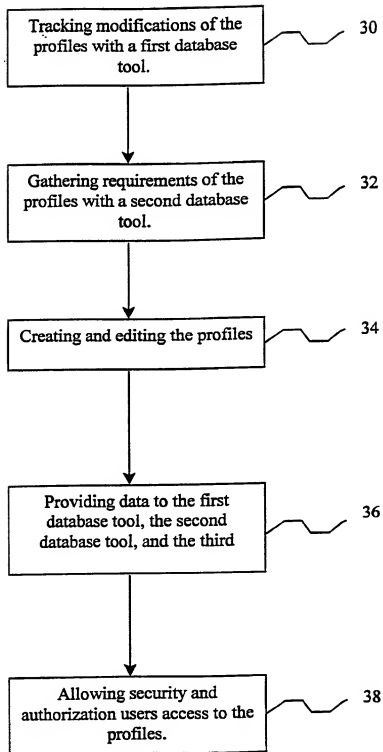 Tracking modifications of the
profiles with a first database
tool.
30
Gathering requirements of the
profiles with a second database
tool.
32
Creating and editing the profiles
34
Providing data to the first
database tool, the second
database tool, and the third
36
Allowing security and
authorization users access to the
profiles.
38